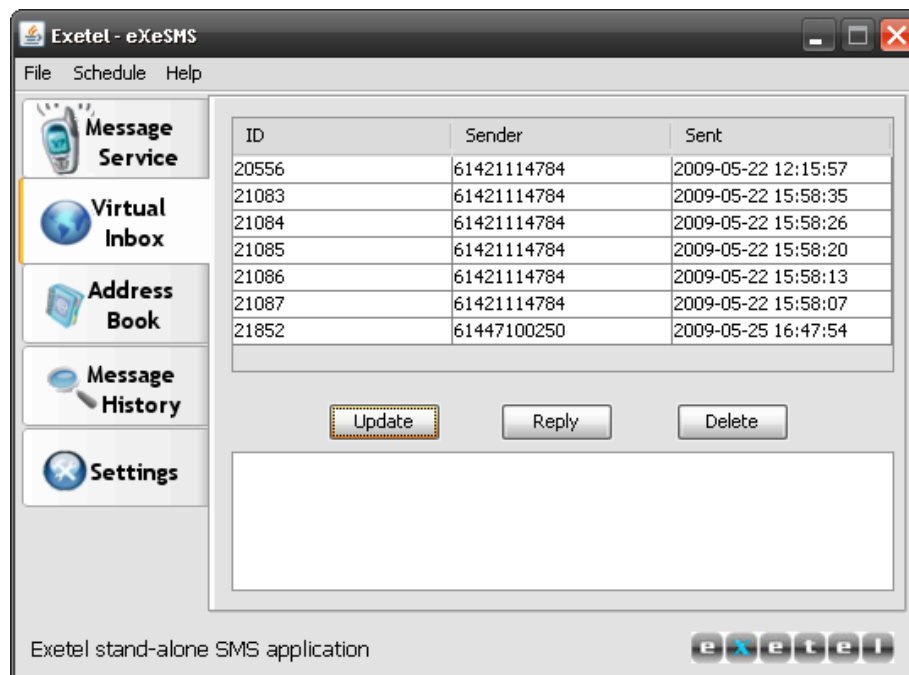 Exetel - eXeSMS
File Schedule Help
Message
Service
Virtual
Inbox
Address
Book
Message
History
Settings
ID Sender Sent
20556 61421114784 2009-05-22 12:15:57
21083 61421114784 2009-05-22 15:58:35
21084 61421114784 2009-05-22 15:58:26
21085 61421114784 2009-05-22 15:58:20
21086 61421114784 2009-05-22 15:58:13
21087 61421114784 2009-05-22 15:58:07
21852 61447100250 2009-05-25 16:47:54
Update Reply Delete
Exetel stand-alone SMS application
exetel